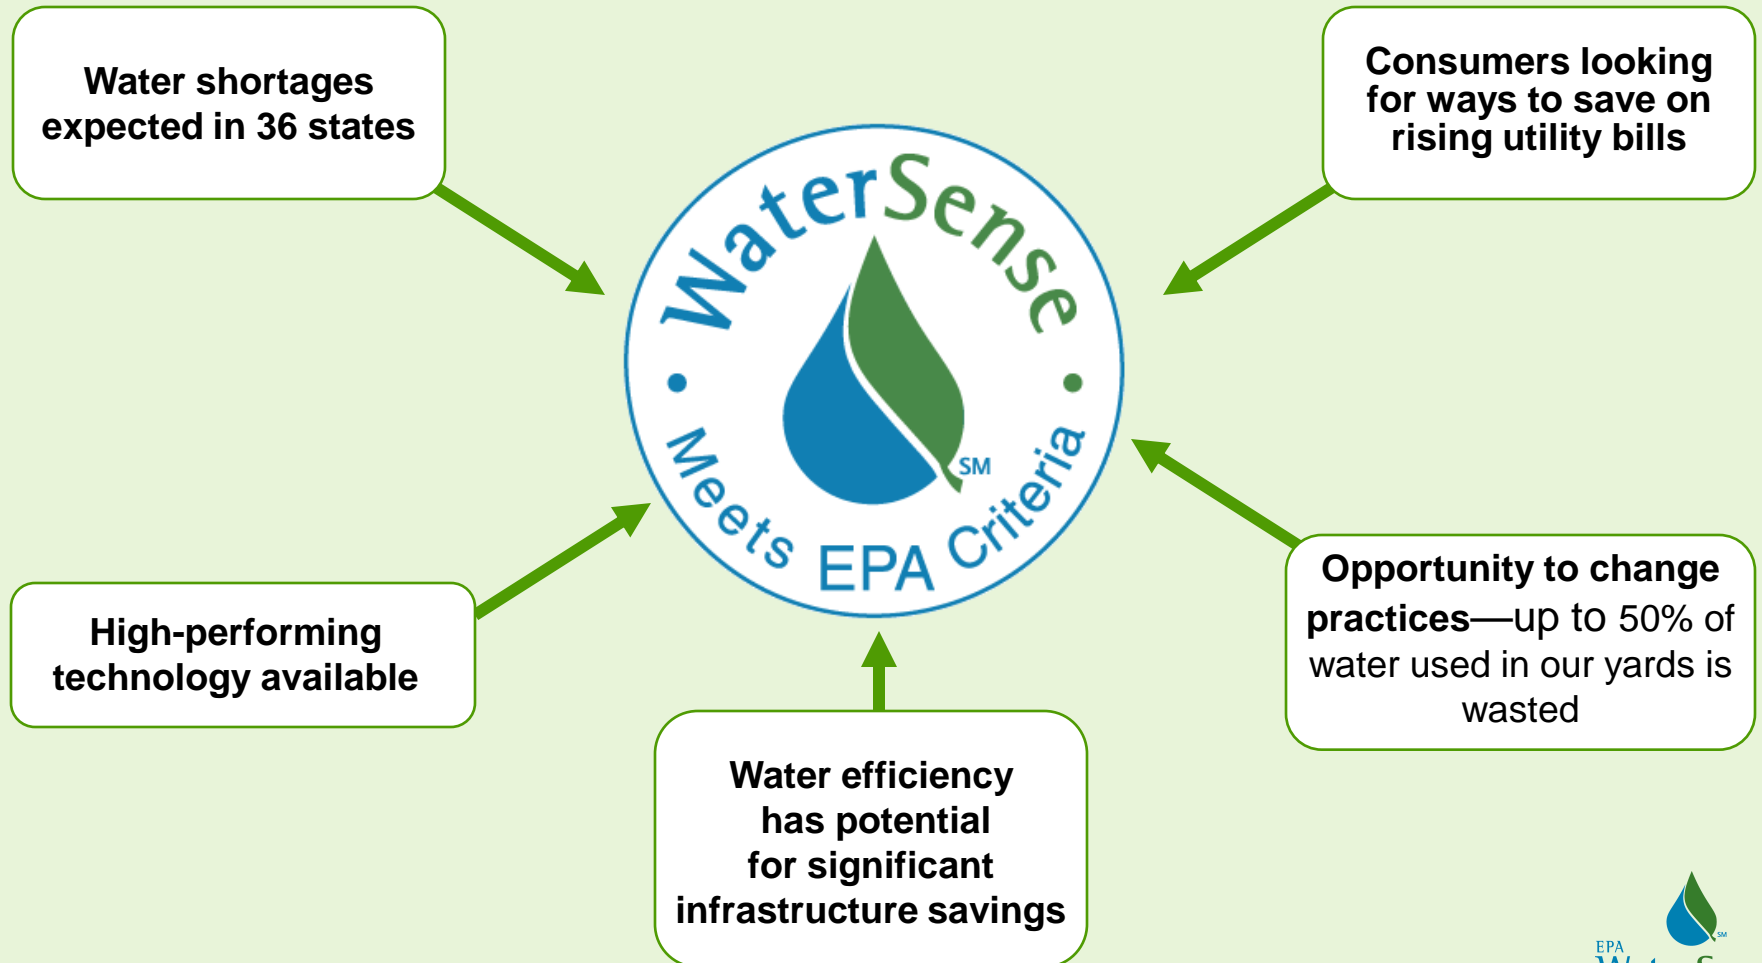 Water shortages
expected in 36 states
Consumers looking
for ways to save on
rising utility bills
WaterSense
• Meets EPA Criteria •
SM
High-performing
technology available
Opportunity to change
practices—up to 50% of
water used in our yards is
wasted
Water efficiency
has potential
for significant
infrastructure savings
SM
EPA